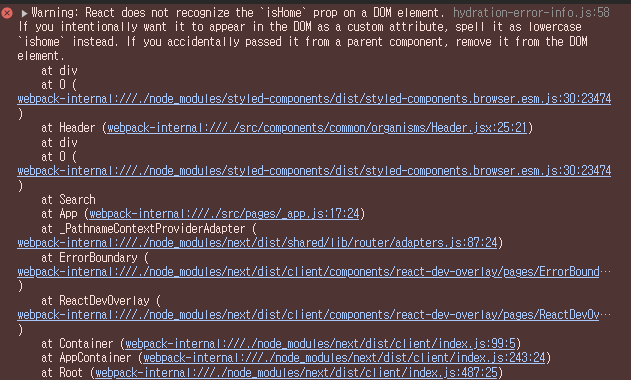 ▶Warning: React does not recognize the `isHome` prop on a DOM element. hydration-error-info.js:58
If you intentionally want it to appear in the DOM as a custom attribute, spell it as lowercase
`ishome` instead. If you accidentally passed it from a parent component, remove it from the DOM
element.
at div
at O (
webpack-internal:///./node_modules/styled-components/dist/styled-components.browser.esm.js:30:23474
)
at Header (webpack-internal:///./src/components/common/organisms/Header.jsx:25:21)
at div
at O (
webpack-internal:///./node_modules/styled-components/dist/styled-components.browser.esm.js:30:23474
)
at Search
at App (webpack-internal:///./src/pages/_app.js:17:24)
at _PathnameContextProviderAdapter (
webpack-internal:///./node_modules/next/dist/shared/lib/router/adapters.js:87:24)
at ErrorBoundary (
webpack-internal:///./node_modules/next/dist/client/components/react-dev-overlay/pages/ErrorBound…
)
at ReactDevOverlay (
webpack-internal:///./node_modules/next/dist/client/components/react-dev-overlay/pages/ReactDevOv…
)
at Container (webpack-internal:///./node_modules/next/dist/client/index.js:99:5)
at AppContainer (webpack-internal:///./node_modules/next/dist/client/index.js:243:24)
at Root (webpack-internal:///./node_modules/next/dist/client/index.js:487:25)